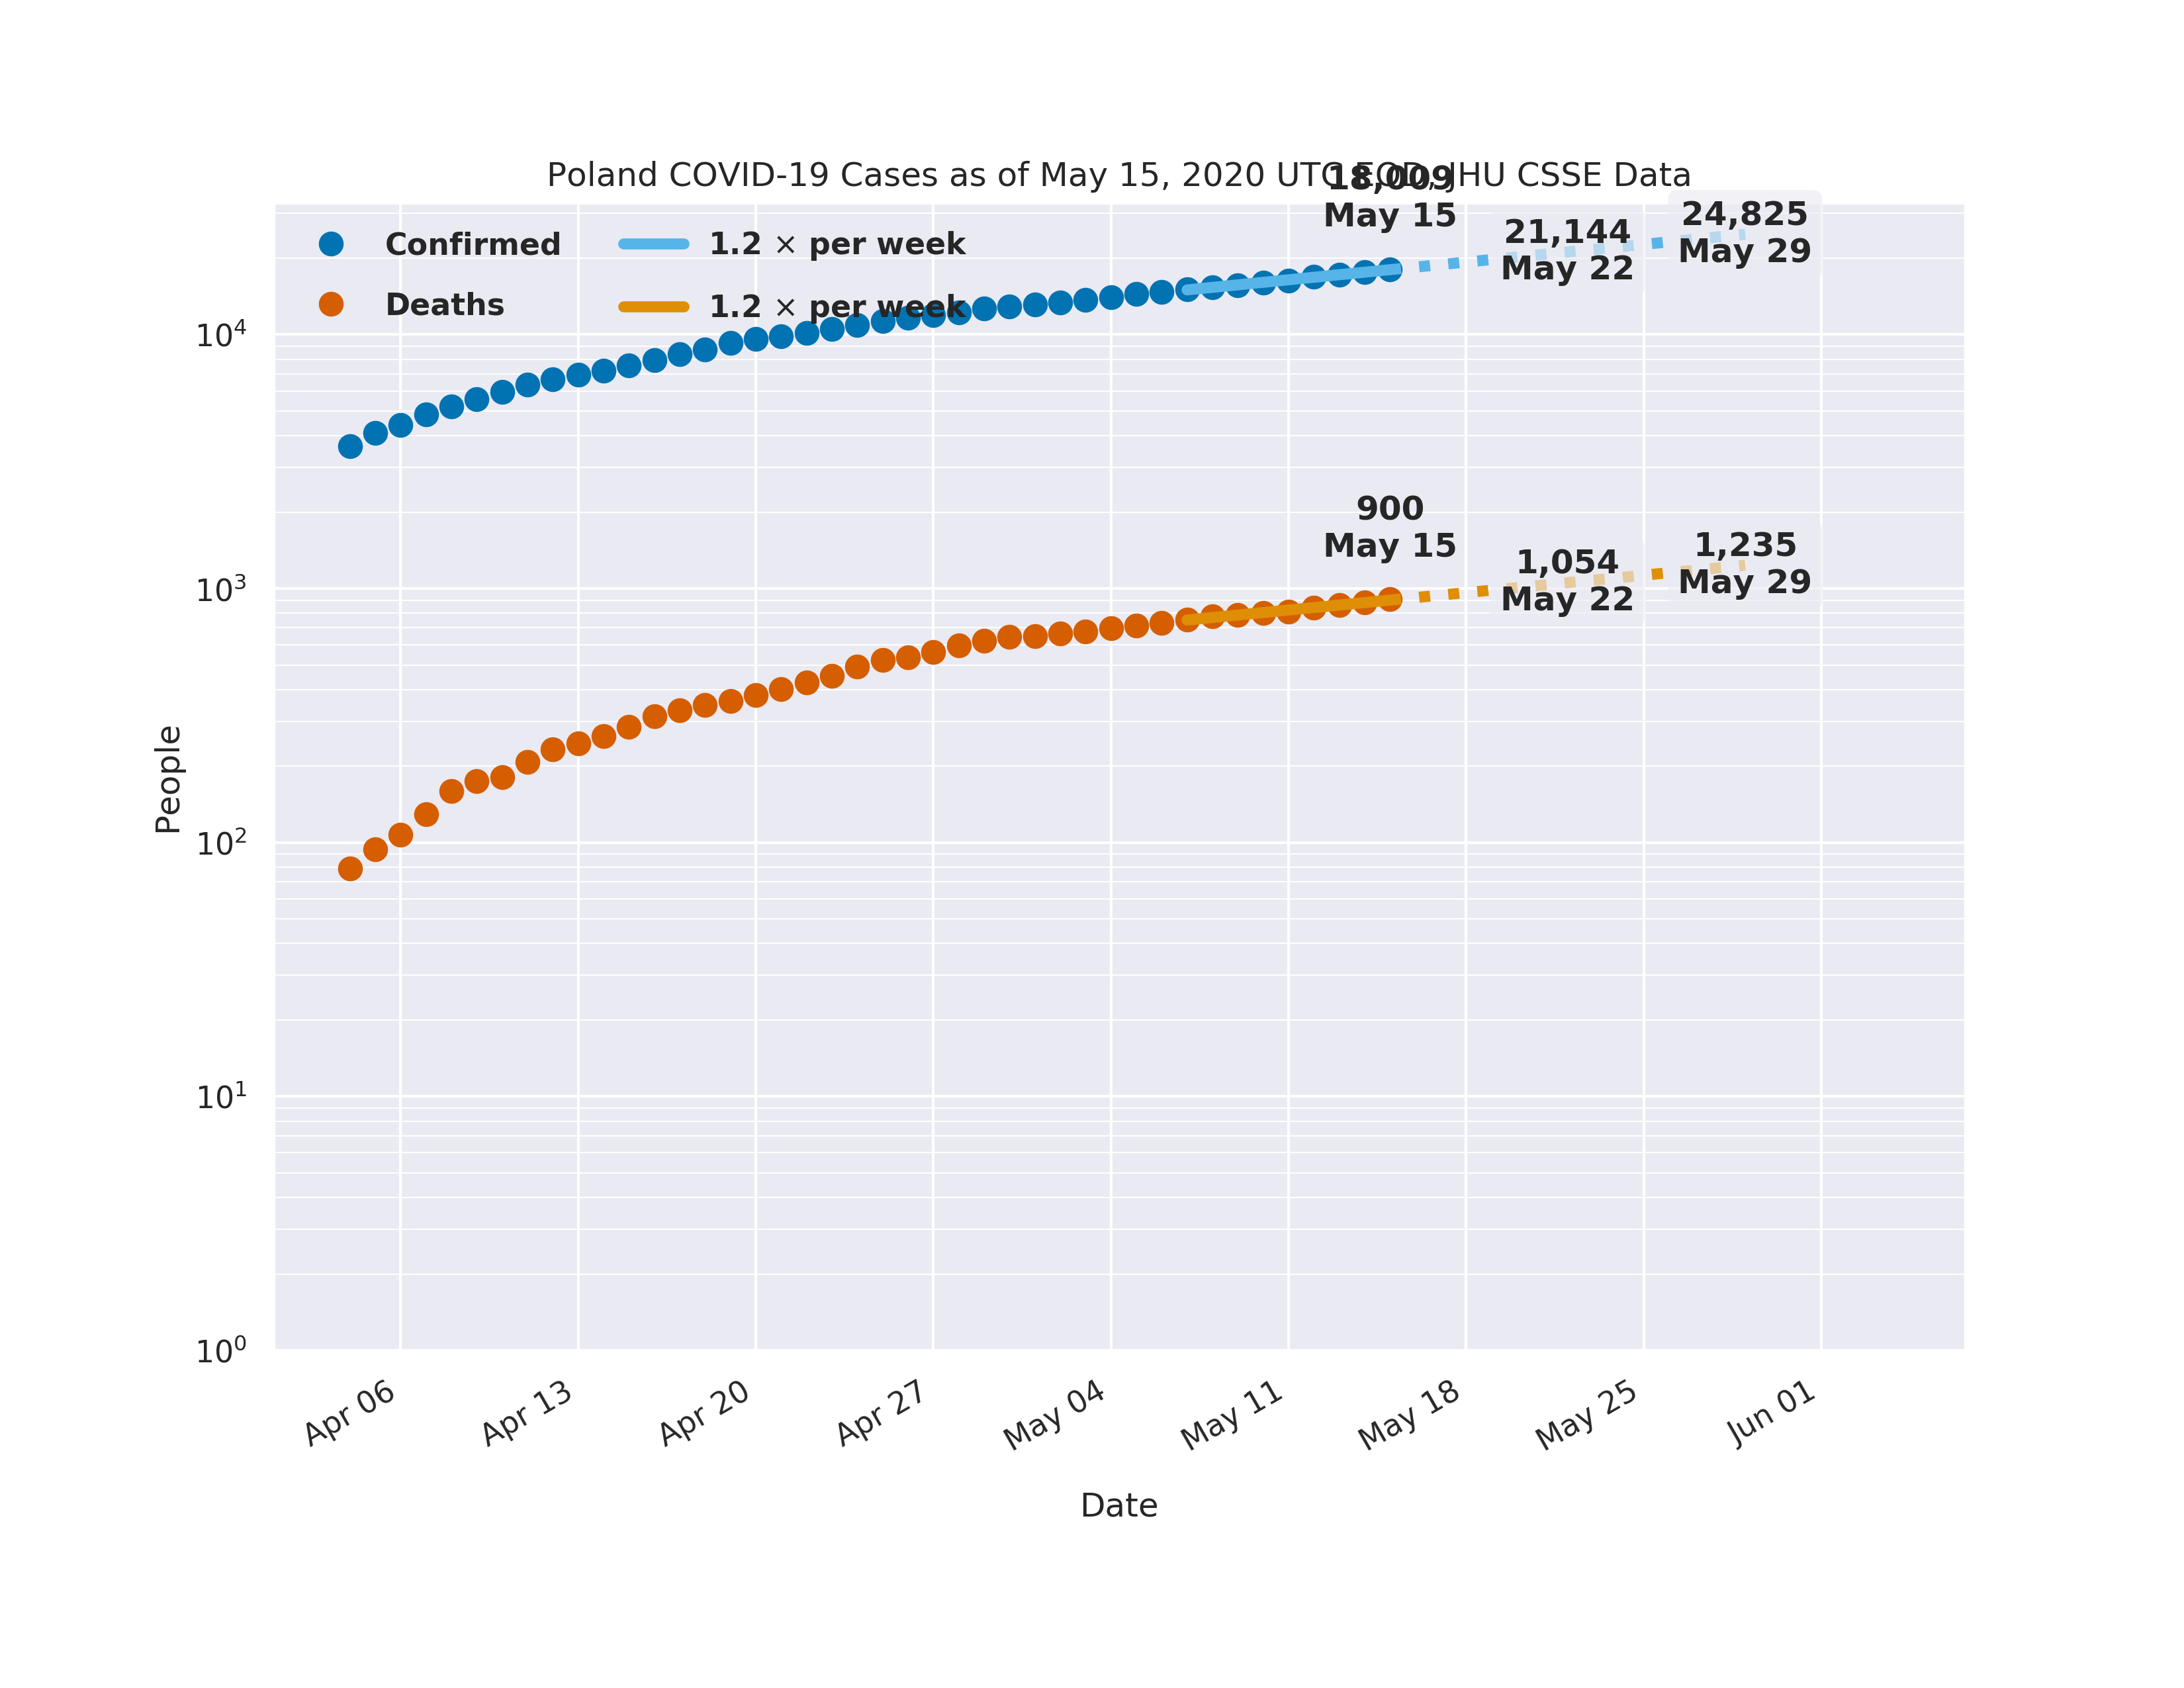 Poland COVID-19 Cases as of May 15, 2020 UTC EOD, JHU CSSE Data
18,009
May 15
21,144
May 22
24,825
May 29
Confirmed
Deaths
1.2 × per week
1.2 × per week
900
May 15
1,054
May 22
1,235
May 29
People
10⁴
10³
10²
10¹
10⁰
Apr 06
Apr 13
Apr 20
Apr 27
May 04
May 11
May 18
May 25
Jun 01
Date